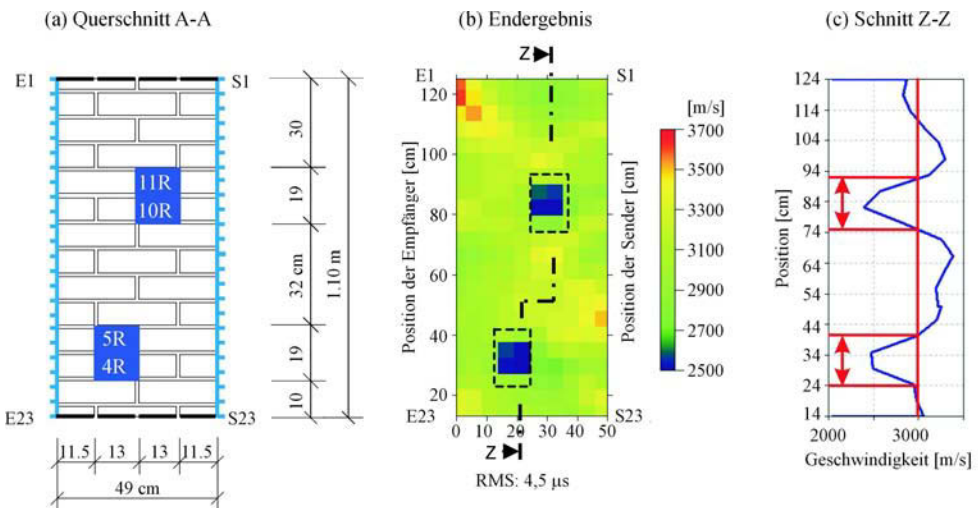 (a) Querschnitt A-A
E1
S1
11R
10R
5R
4R
E23
S23
30
19
32 cm
19
10
1.10 m
11.5
13
13
11.5
49 cm
(b) Endergebnis
Z
E1
S1
120
100
80
60
40
20
Position der Empfänger [cm]
Position der Sender [cm]
E23
S23
0
10
20
30
40
50
Z
RMS: 4,5 µs
[m/s]
3700
3500
3300
3100
2900
2700
2500
(c) Schnitt Z-Z
124
114
104
94
84
74
64
54
44
34
24
14
Position [cm]
2000
3000
Geschwindigkeit [m/s]